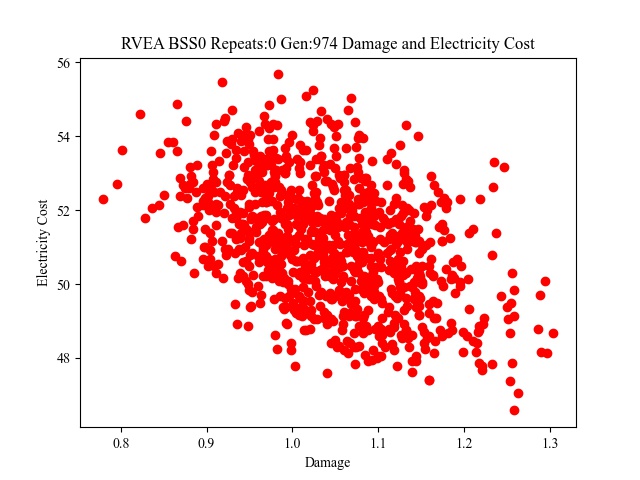 RVEA BSS0 Repeats:0 Gen:974 Damage and Electricity Cost
56
54
52
50
48
Electricity Cost
0.8 0.9 1.0 1.1 1.2 1.3
Damage